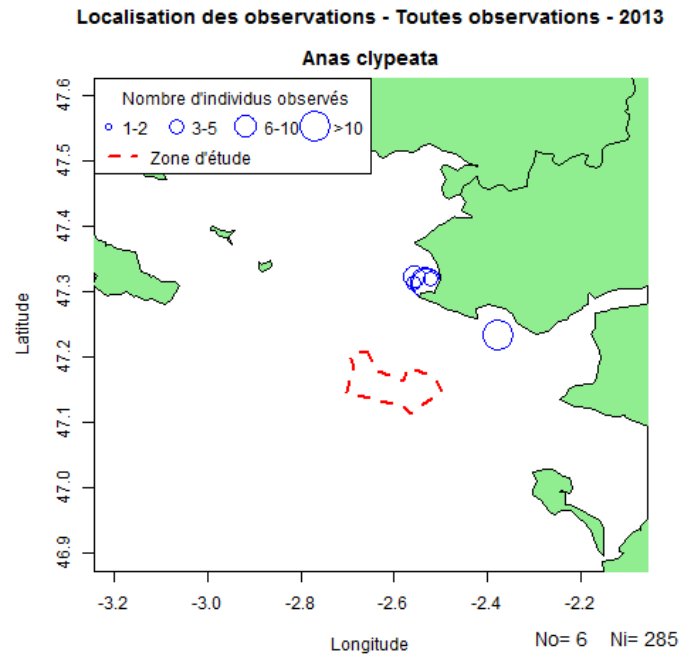 Localisation des observations - Toutes observations - 2013
Anas clypeata
Nombre d'individus observés
1-2 3-5 6-10 >10
Zone d'étude
47.6
47.5
47.4
47.3
47.2
47.1
47.0
46.9
Latitude
-3.2 -3.0 -2.8 -2.6 -2.4 -2.2
Longitude
No= 6 Ni= 285